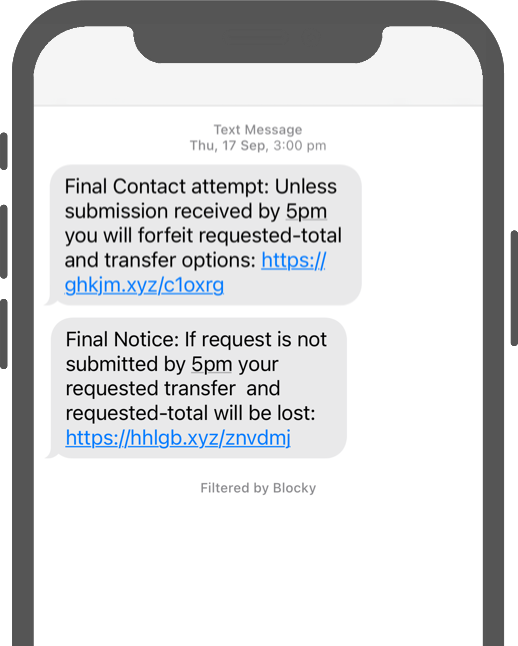 Text Message
Thu, 17 Sep, 3:00 pm
Final Contact attempt: Unless
submission received by 5pm
you will forfeit requested-total
and transfer options: https://
ghkjm.xyz/c1oxrg
Final Notice: If request is not
submitted by 5pm your
requested transfer  and
requested-total will be lost:
https://hhlgb.xyz/znvdmj
Filtered by Blocky